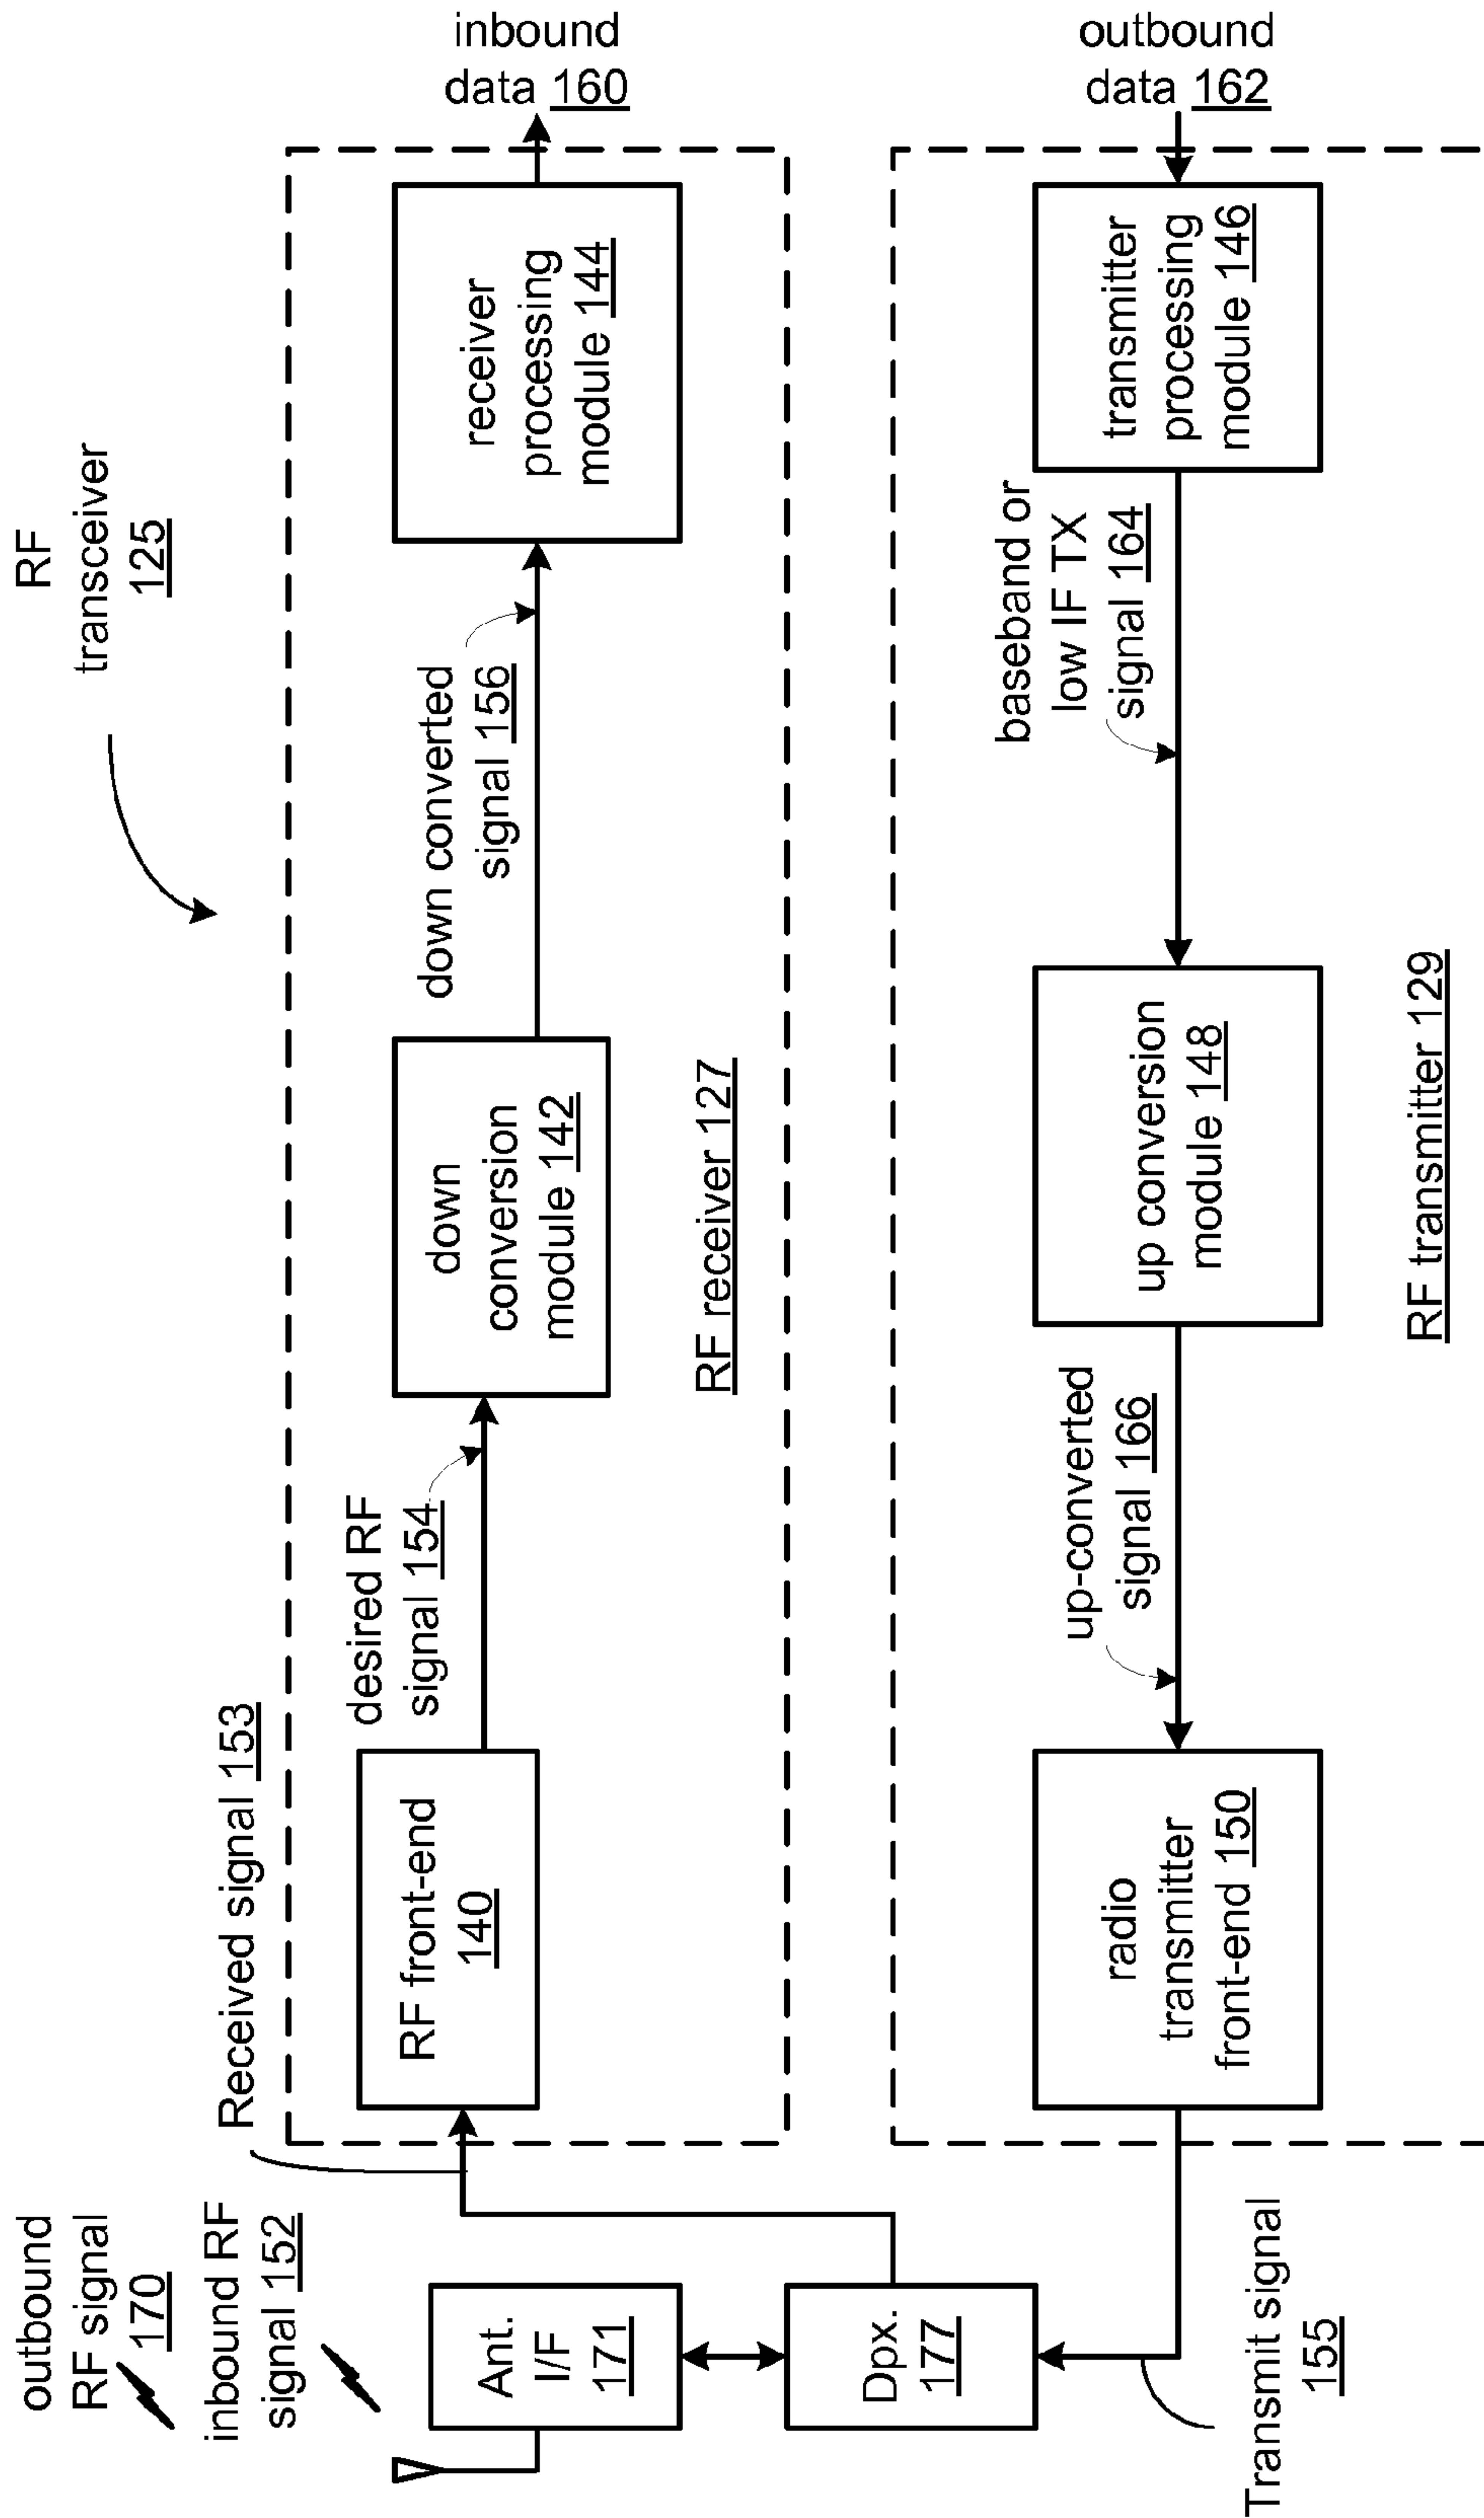 RF
transceiver
125
outbound
RF signal
170
inbound RF
signal 152
Received signal 153
Ant.
I/F
171
Dpx.
177
Transmit signal
155
RF front-end
140
desired RF
signal 154
down
conversion
module 142
down converted
signal 156
receiver
processing
module 144
inbound
data 160
RF receiver 127
radio
transmitter
front-end 150
up-converted
signal 166
up conversion
module 148
baseband or
low IF TX
signal 164
transmitter
processing
module 146
outbound
data 162
RF transmitter 129